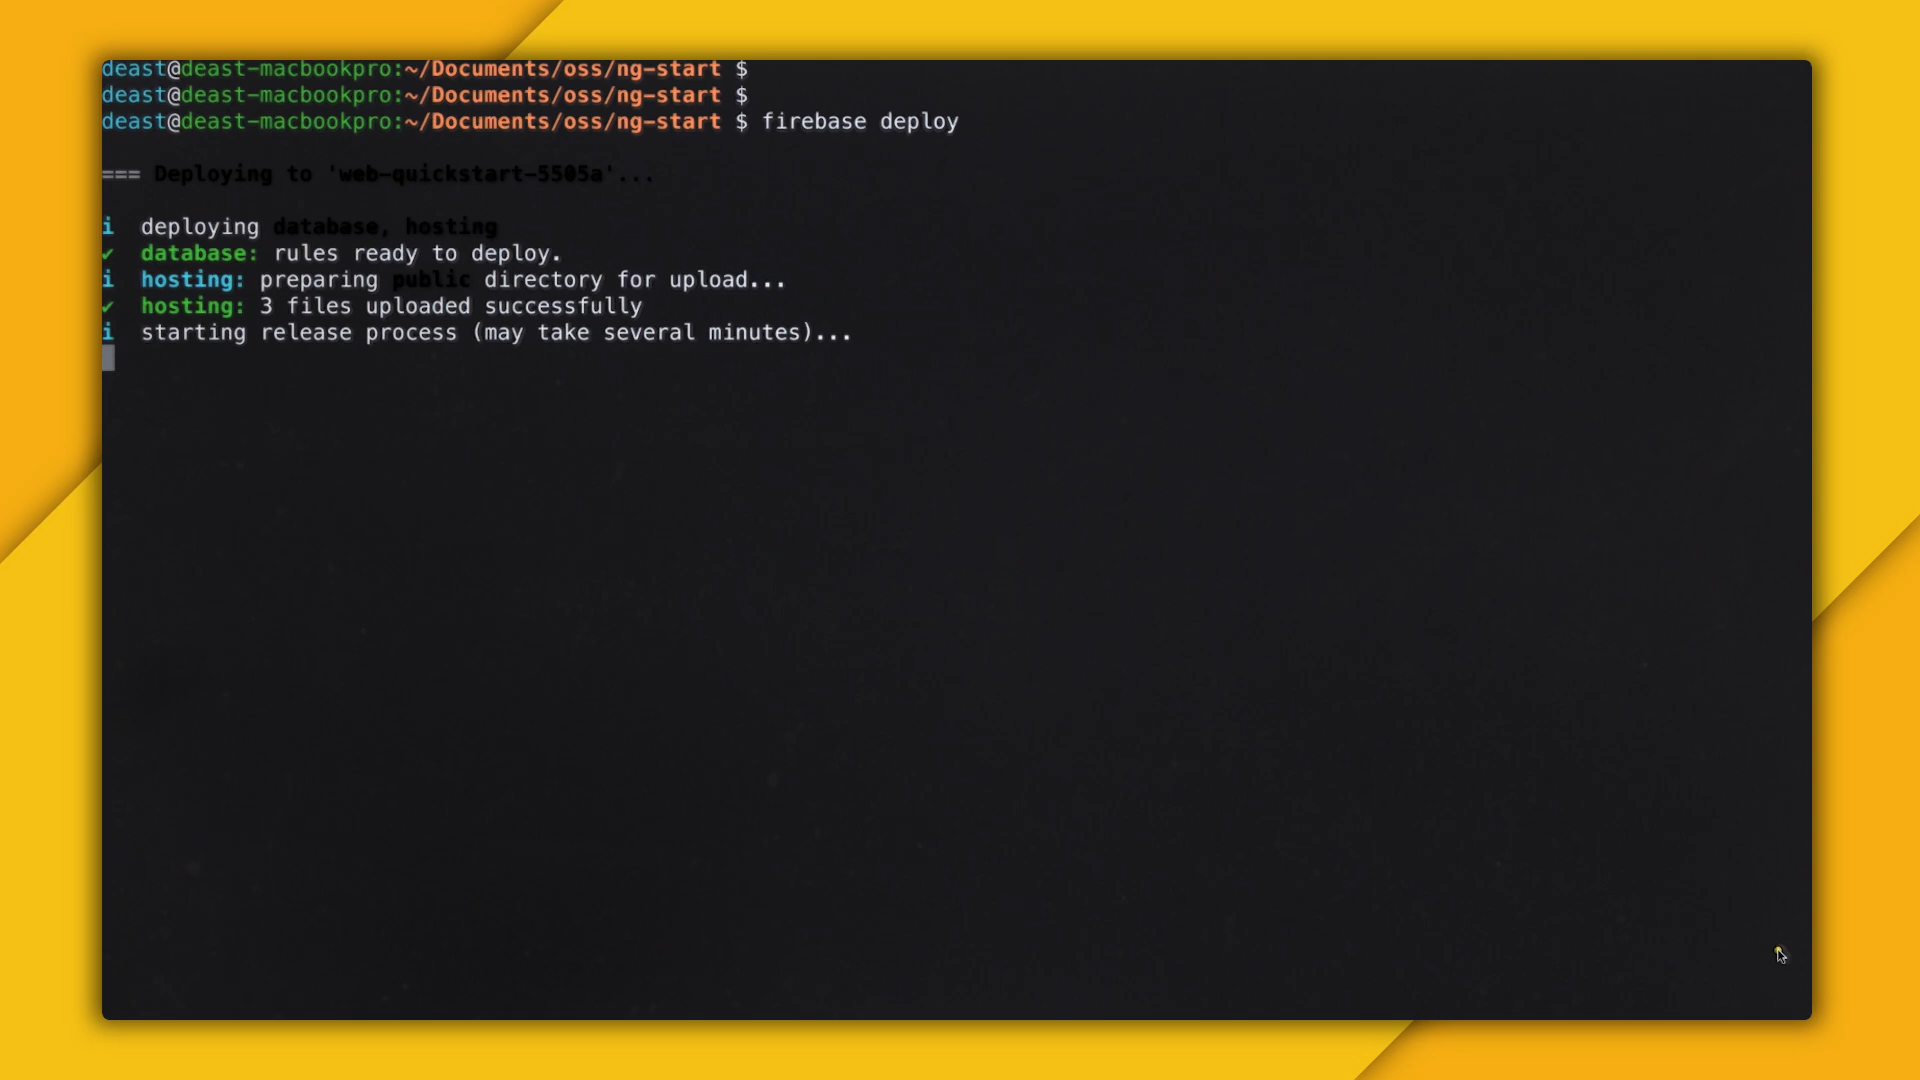 deast@deast-macbookpro:~/Documents/oss/ng-start $
deast@deast-macbookpro:~/Documents/oss/ng-start $
deast@deast-macbookpro:~/Documents/oss/ng-start $ firebase deploy
=== Deploying to 'web-quickstart-5505a'...
i deploying database, hosting
✔ database: rules ready to deploy.
i hosting: preparing public directory for upload...
✔ hosting: 3 files uploaded successfully
i starting release process (may take several minutes)...